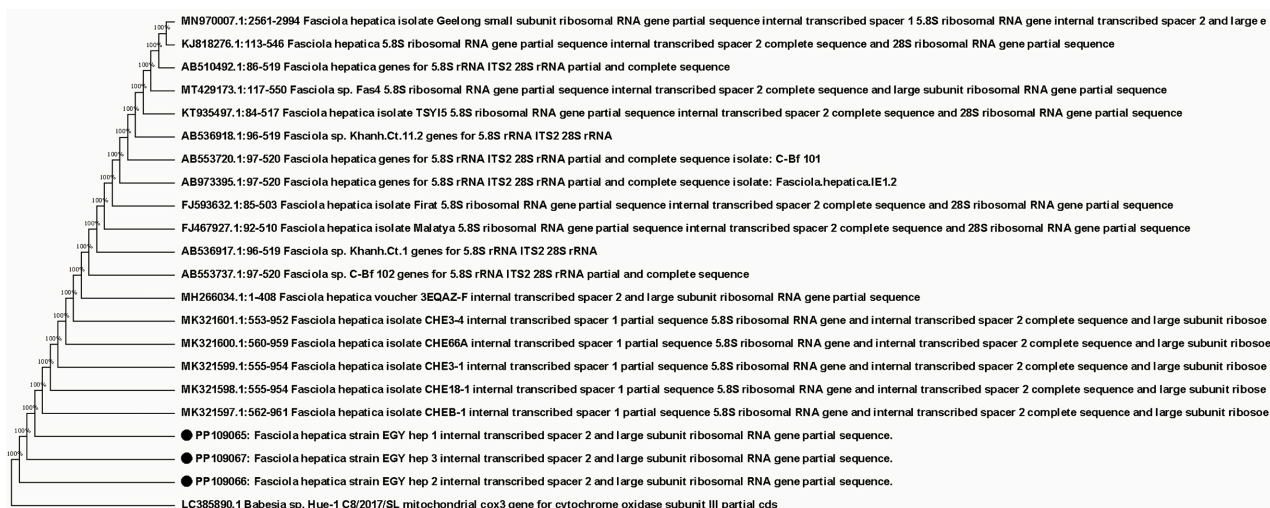 MN970007.1:2561-2994 Fasciola hepatica isolate Geelong small subunit ribosomal RNA gene partial sequence internal transcribed spacer 1 5.8S ribosomal RNA gene internal transcribed spacer 2 and large e
100%
KJ818276.1:113-546 Fasciola hepatica 5.8S ribosomal RNA gene partial sequence internal transcribed spacer 2 complete sequence and 28S ribosomal RNA gene partial sequence
100%
AB510492.1:86-519 Fasciola hepatica genes for 5.8S rRNA ITS2 28S rRNA partial and complete sequence
100%
MT429173.1:117-550 Fasciola sp. Fas4 5.8S ribosomal RNA gene partial sequence internal transcribed spacer 2 complete sequence and large subunit ribosomal RNA gene partial sequence
100%
KT935497.1:84-517 Fasciola hepatica isolate TSYI5 5.8S ribosomal RNA gene partial sequence internal transcribed spacer 2 complete sequence and 28S ribosomal RNA gene partial sequence
100%
AB536918.1:96-519 Fasciola sp. Khanh.Ct.11.2 genes for 5.8S rRNA ITS2 28S rRNA
100%
AB553720.1:97-520 Fasciola hepatica genes for 5.8S rRNA ITS2 28S rRNA partial and complete sequence isolate: C-Bf 101
100%
AB973395.1:97-520 Fasciola hepatica genes for 5.8S rRNA ITS2 28S rRNA partial and complete sequence isolate: Fasciola.hepatica.IE1.2
100%
FJ593632.1:85-503 Fasciola hepatica isolate Firat 5.8S ribosomal RNA gene partial sequence internal transcribed spacer 2 complete sequence and 28S ribosomal RNA gene partial sequence
100%
FJ467927.1:92-510 Fasciola hepatica isolate Malatya 5.8S ribosomal RNA gene partial sequence internal transcribed spacer 2 complete sequence and 28S ribosomal RNA gene partial sequence
100%
AB536917.1:96-519 Fasciola sp. Khanh.Ct.1 genes for 5.8S rRNA ITS2 28S rRNA
100%
AB553737.1:97-520 Fasciola sp. C-Bf 102 genes for 5.8S rRNA ITS2 28S rRNA partial and complete sequence
100%
MH266034.1:1-408 Fasciola hepatica voucher 3EQAZ-F internal transcribed spacer 2 and large subunit ribosomal RNA gene partial sequence
100%
MK321601.1:553-952 Fasciola hepatica isolate CHE3-4 internal transcribed spacer 1 partial sequence 5.8S ribosomal RNA gene and internal transcribed spacer 2 complete sequence and large subunit ribosoe
100%
MK321600.1:560-959 Fasciola hepatica isolate CHE66A internal transcribed spacer 1 partial sequence 5.8S ribosomal RNA gene and internal transcribed spacer 2 complete sequence and large subunit ribosoe
100%
MK321599.1:555-954 Fasciola hepatica isolate CHE3-1 internal transcribed spacer 1 partial sequence 5.8S ribosomal RNA gene and internal transcribed spacer 2 complete sequence and large subunit ribosoe
100%
MK321598.1:555-954 Fasciola hepatica isolate CHE18-1 internal transcribed spacer 1 partial sequence 5.8S ribosomal RNA gene and internal transcribed spacer 2 complete sequence and large subunit ribose
100%
MK321597.1:562-961 Fasciola hepatica isolate CHEB-1 internal transcribed spacer 1 partial sequence 5.8S ribosomal RNA gene and internal transcribed spacer 2 complete sequence and large subunit ribosoe
100%
PP109065: Fasciola hepatica strain EGY hep 1 internal transcribed spacer 2 and large subunit ribosomal RNA gene partial sequence.
100%
PP109067: Fasciola hepatica strain EGY hep 3 internal transcribed spacer 2 and large subunit ribosomal RNA gene partial sequence.
100%
PP109066: Fasciola hepatica strain EGY hep 2 internal transcribed spacer 2 and large subunit ribosomal RNA gene partial sequence.
LC385890.1 Babesia sp. Hue-1 C8/2017/SL mitochondrial cox3 gene for cytochrome oxidase subunit III partial cds